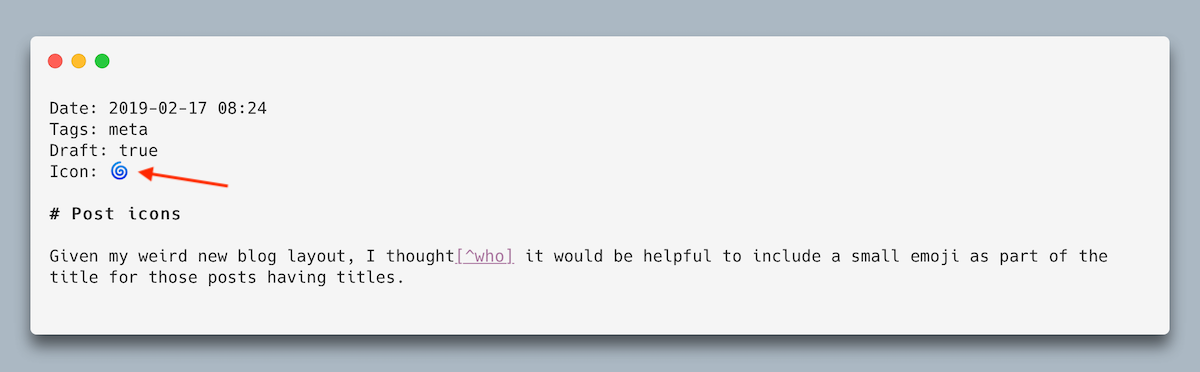 Date: 2019-02-17 08:24
Tags: meta
Draft: true
Icon: 🌀
# Post icons
Given my weird new blog layout, I thought[^who] it would be helpful to include a small emoji as part of the
title for those posts having titles.